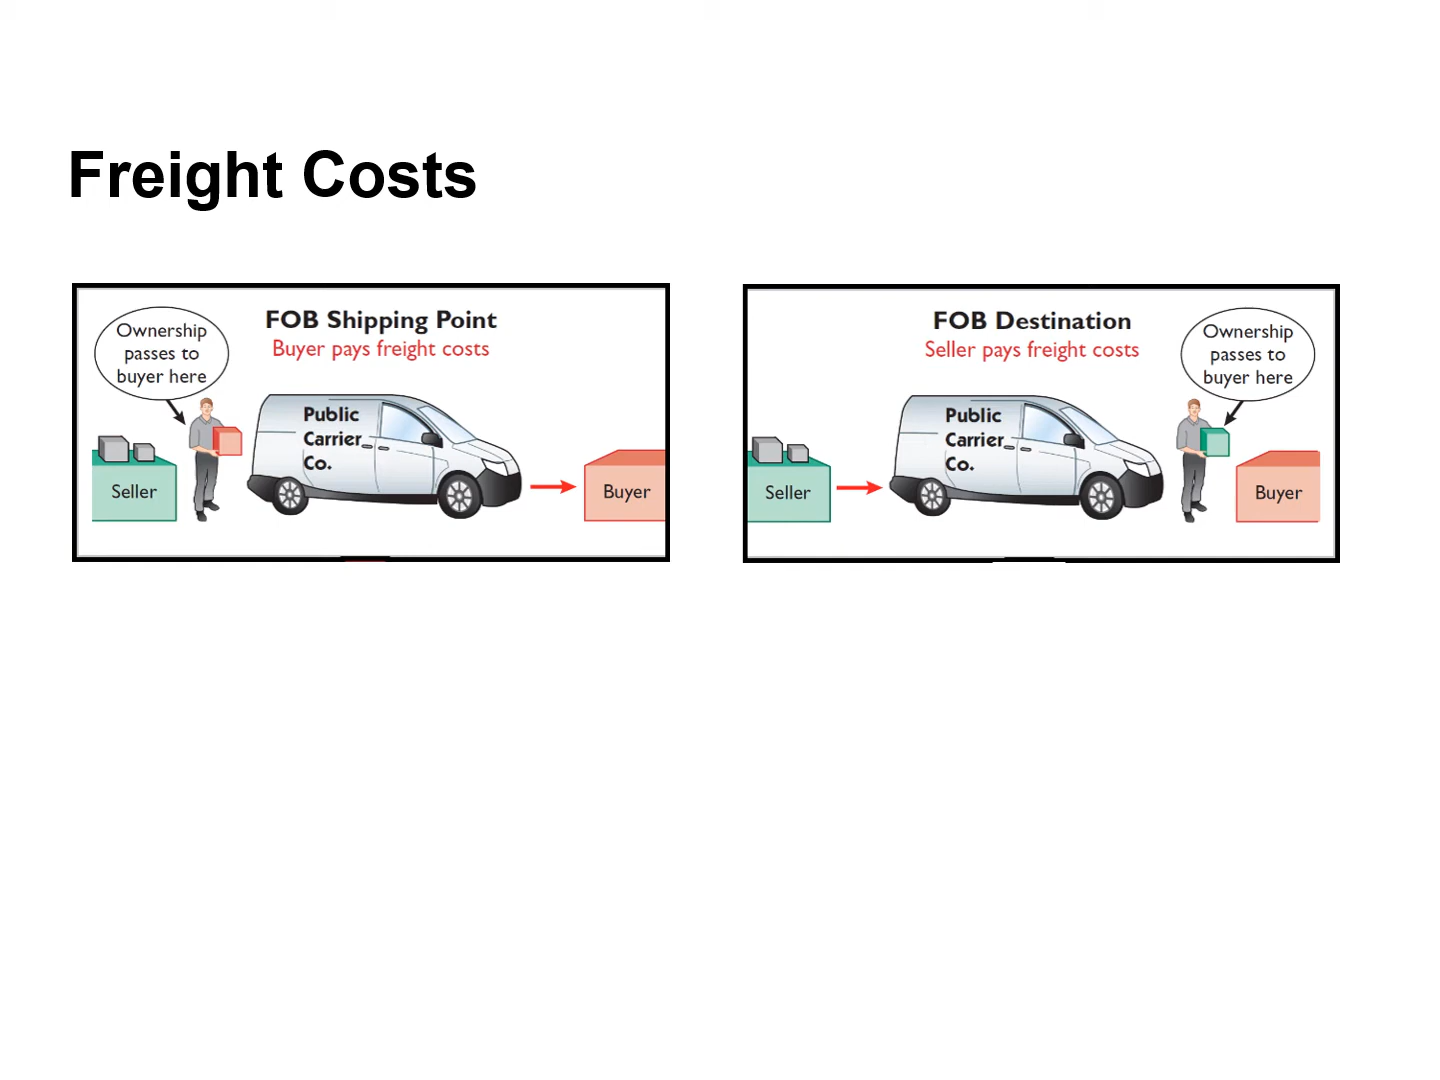 Freight Costs
Ownership
passes to
buyer here
FOB Shipping Point
Buyer pays freight costs
Public
Carrier
Co.
Seller
Buyer
FOB Destination
Seller pays freight costs
Ownership
passes to
buyer here
Public
Carrier
Co.
Seller
Buyer